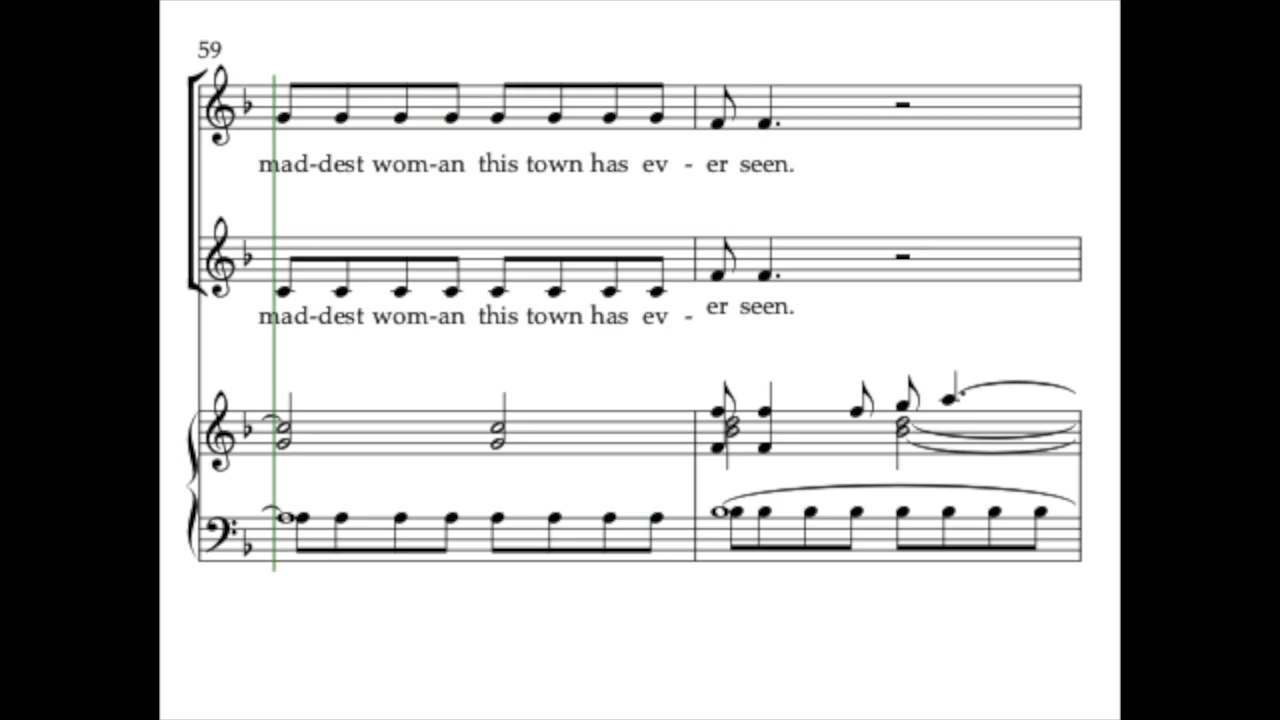 59
mad-dest wom-an this town has ev - er seen.
mad-dest wom-an this town has ev - er seen.